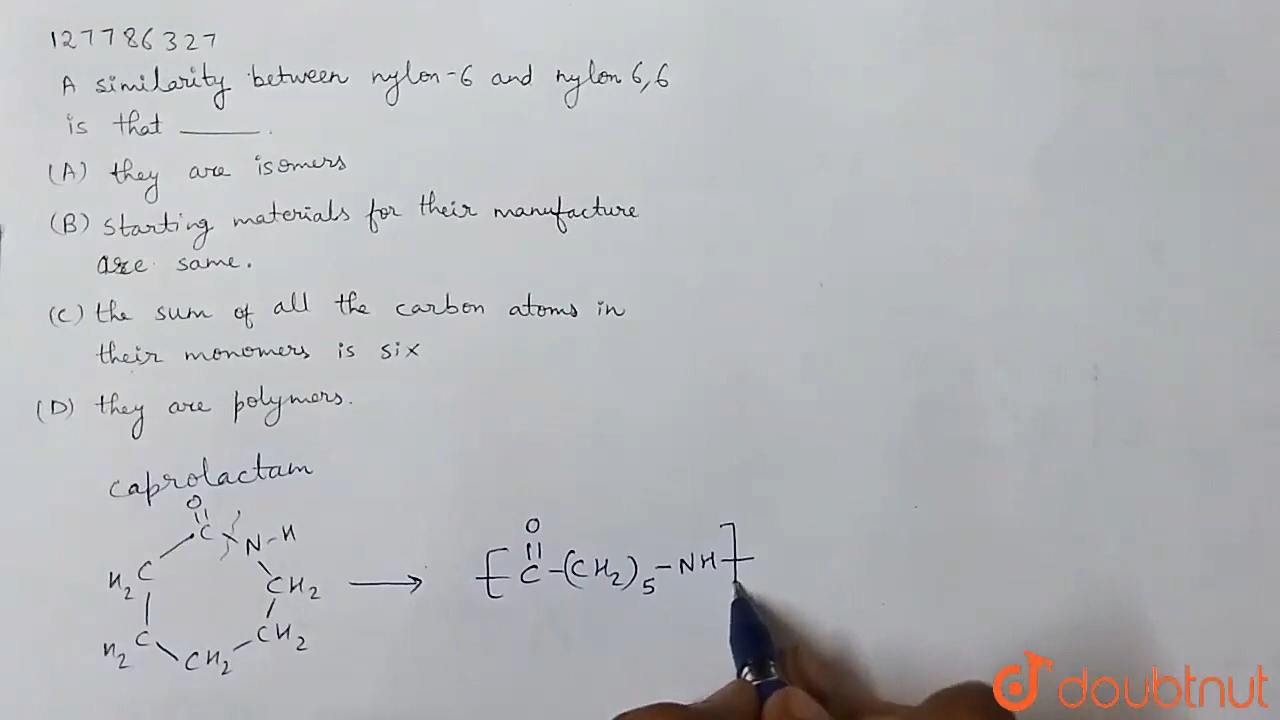 127786327
A similarity between nylon-6 and nylon 6,6
is that ______.
(A) they are isomers
(B) Starting materials for their manufacture
are same.
(C) the sum of all the carbon atoms in
their monomers is six
(D) they are polymers.
caprolactam
O
C
N-H
H2C
CH2
H2C
CH2
CH2
O
[C-(CH2)5-NH]
doubtnut